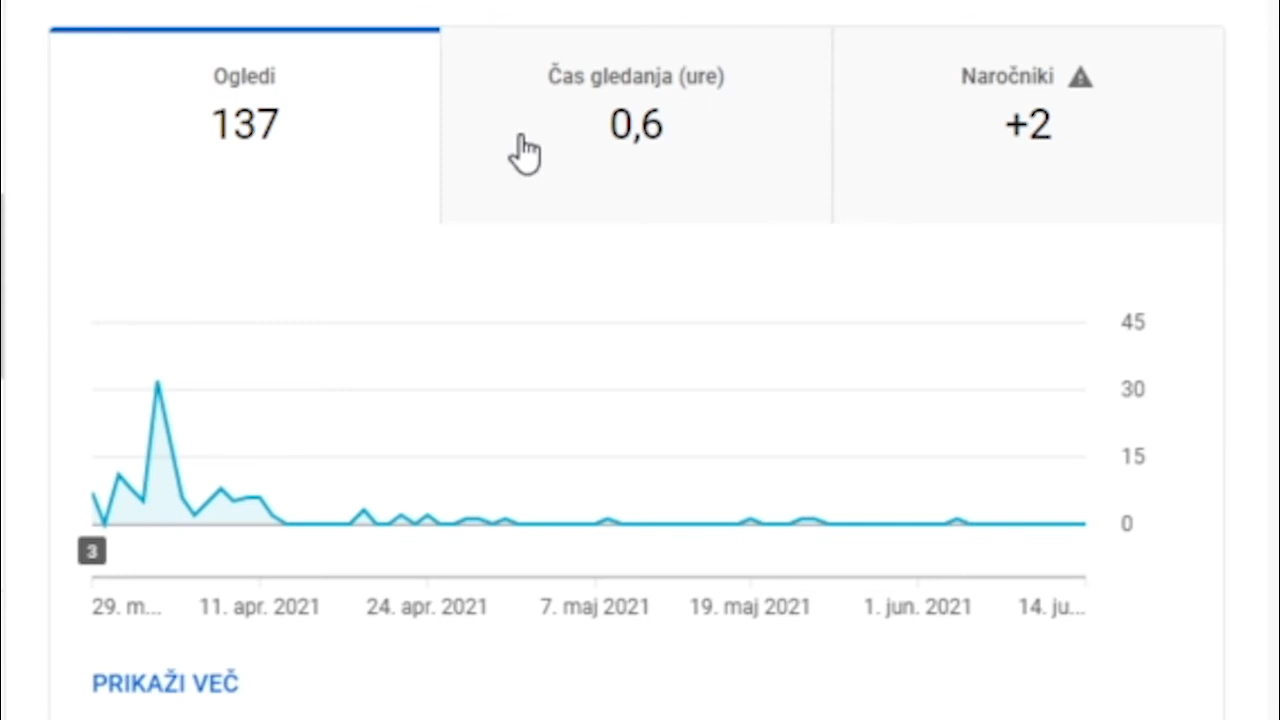 Ogledi
137
Čas gledanja (ure)
0,6
Naročniki
+2
45
30
15
0
3
29. m...
11. apr. 2021
24. apr. 2021
7. maj 2021
19. maj 2021
1. jun. 2021
14. ju...
PRIKAŽI VEČ